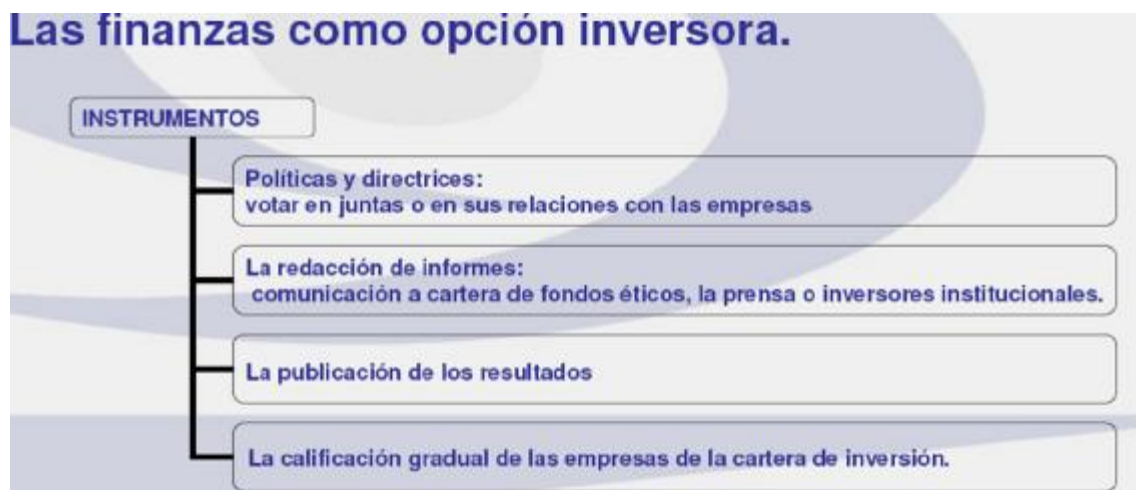 Las finanzas como opción inversora.
INSTRUMENTOS
Políticas y directrices:
votar en juntas o en sus relaciones con las empresas
La redacción de informes:
comunicación a cartera de fondos éticos, la prensa o inversores institucionales.
La publicación de los resultados
La calificación gradual de las empresas de la cartera de inversión.